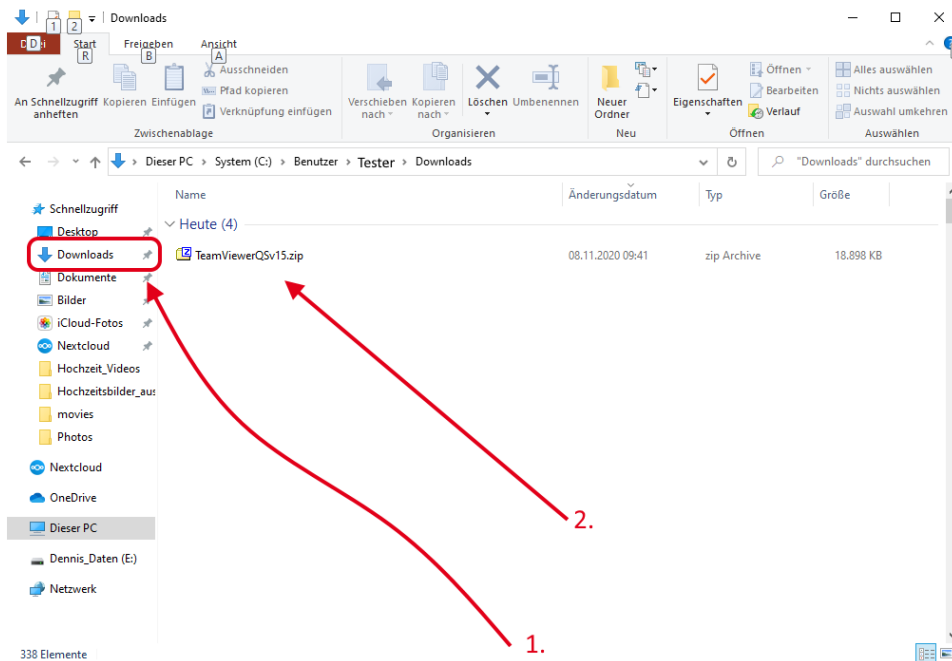 Downloads
1
2
D
Start
Freigeben
Ansicht
R
B
A
An Schnellzugriff anheften
Kopieren
Einfügen
Ausschneiden
Pfad kopieren
Verknüpfung einfügen
Zwischenablage
Verschieben nach
Kopieren nach
Löschen
Umbenennen
Organisieren
Neuer Ordner
Neu
Eigenschaften
Öffnen
Bearbeiten
Verlauf
Öffnen
Alles auswählen
Nichts auswählen
Auswahl umkehren
Auswählen
Dieser PC > System (C:) > Benutzer > Tester > Downloads
"Downloads" durchsuchen
Name
Änderungsdatum
Typ
Größe
Heute (4)
TeamViewerQSv15.zip
08.11.2020 09:41
zip Archive
18.898 KB
Schnellzugriff
Desktop
Downloads
Dokumente
Bilder
iCloud-Fotos
Nextcloud
Hochzeit_Videos
Hochzeitsbilder_aus
movies
Photos
Nextcloud
OneDrive
Dieser PC
Dennis_Daten (E:)
Netzwerk
2.
1.
338 Elemente